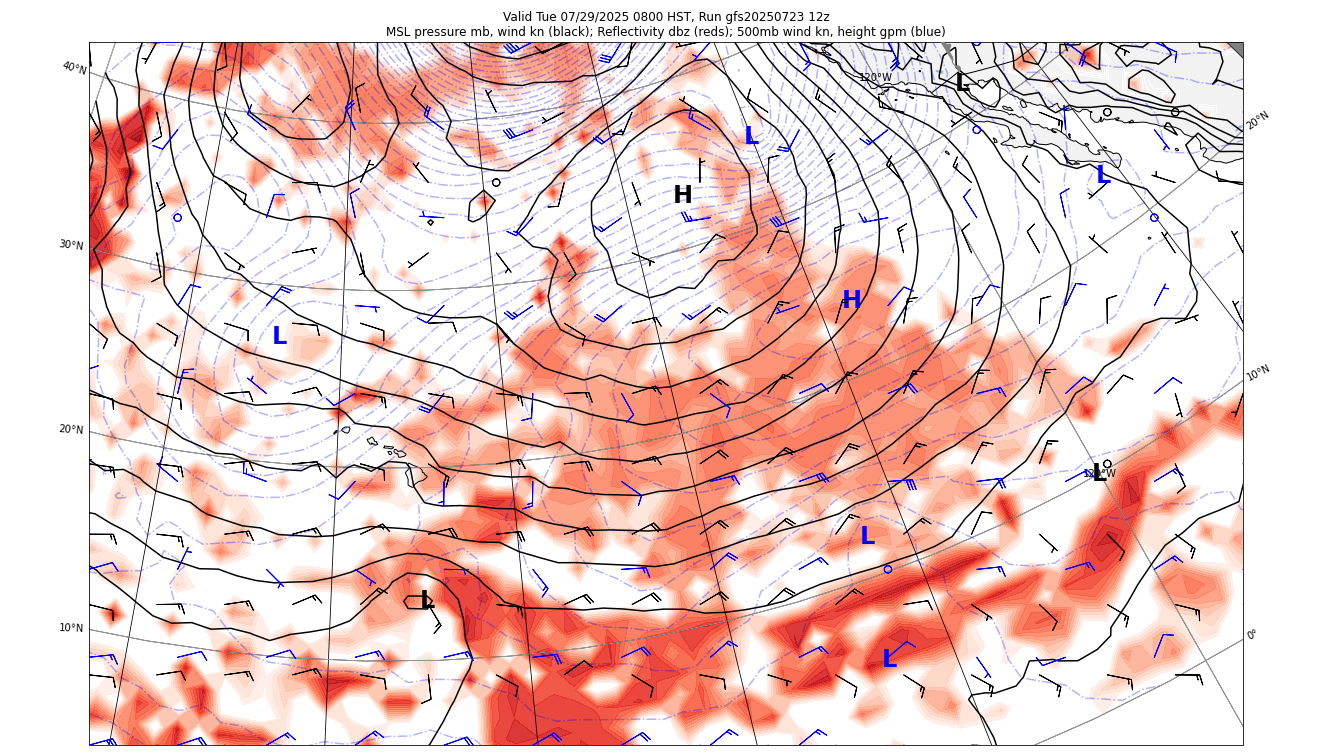 Valid Tue 07/29/2025 0800 HST, Run gfs20250723 12z
MSL pressure mb, wind kn (black); Reflectivity dbz (reds); 500mb wind kn, height gpm (blue)
40°N
120°W
L
20°N
L
L
H
30°N
H
L
10°N
20°N
L
120°W
L
L
10°N
0°
L